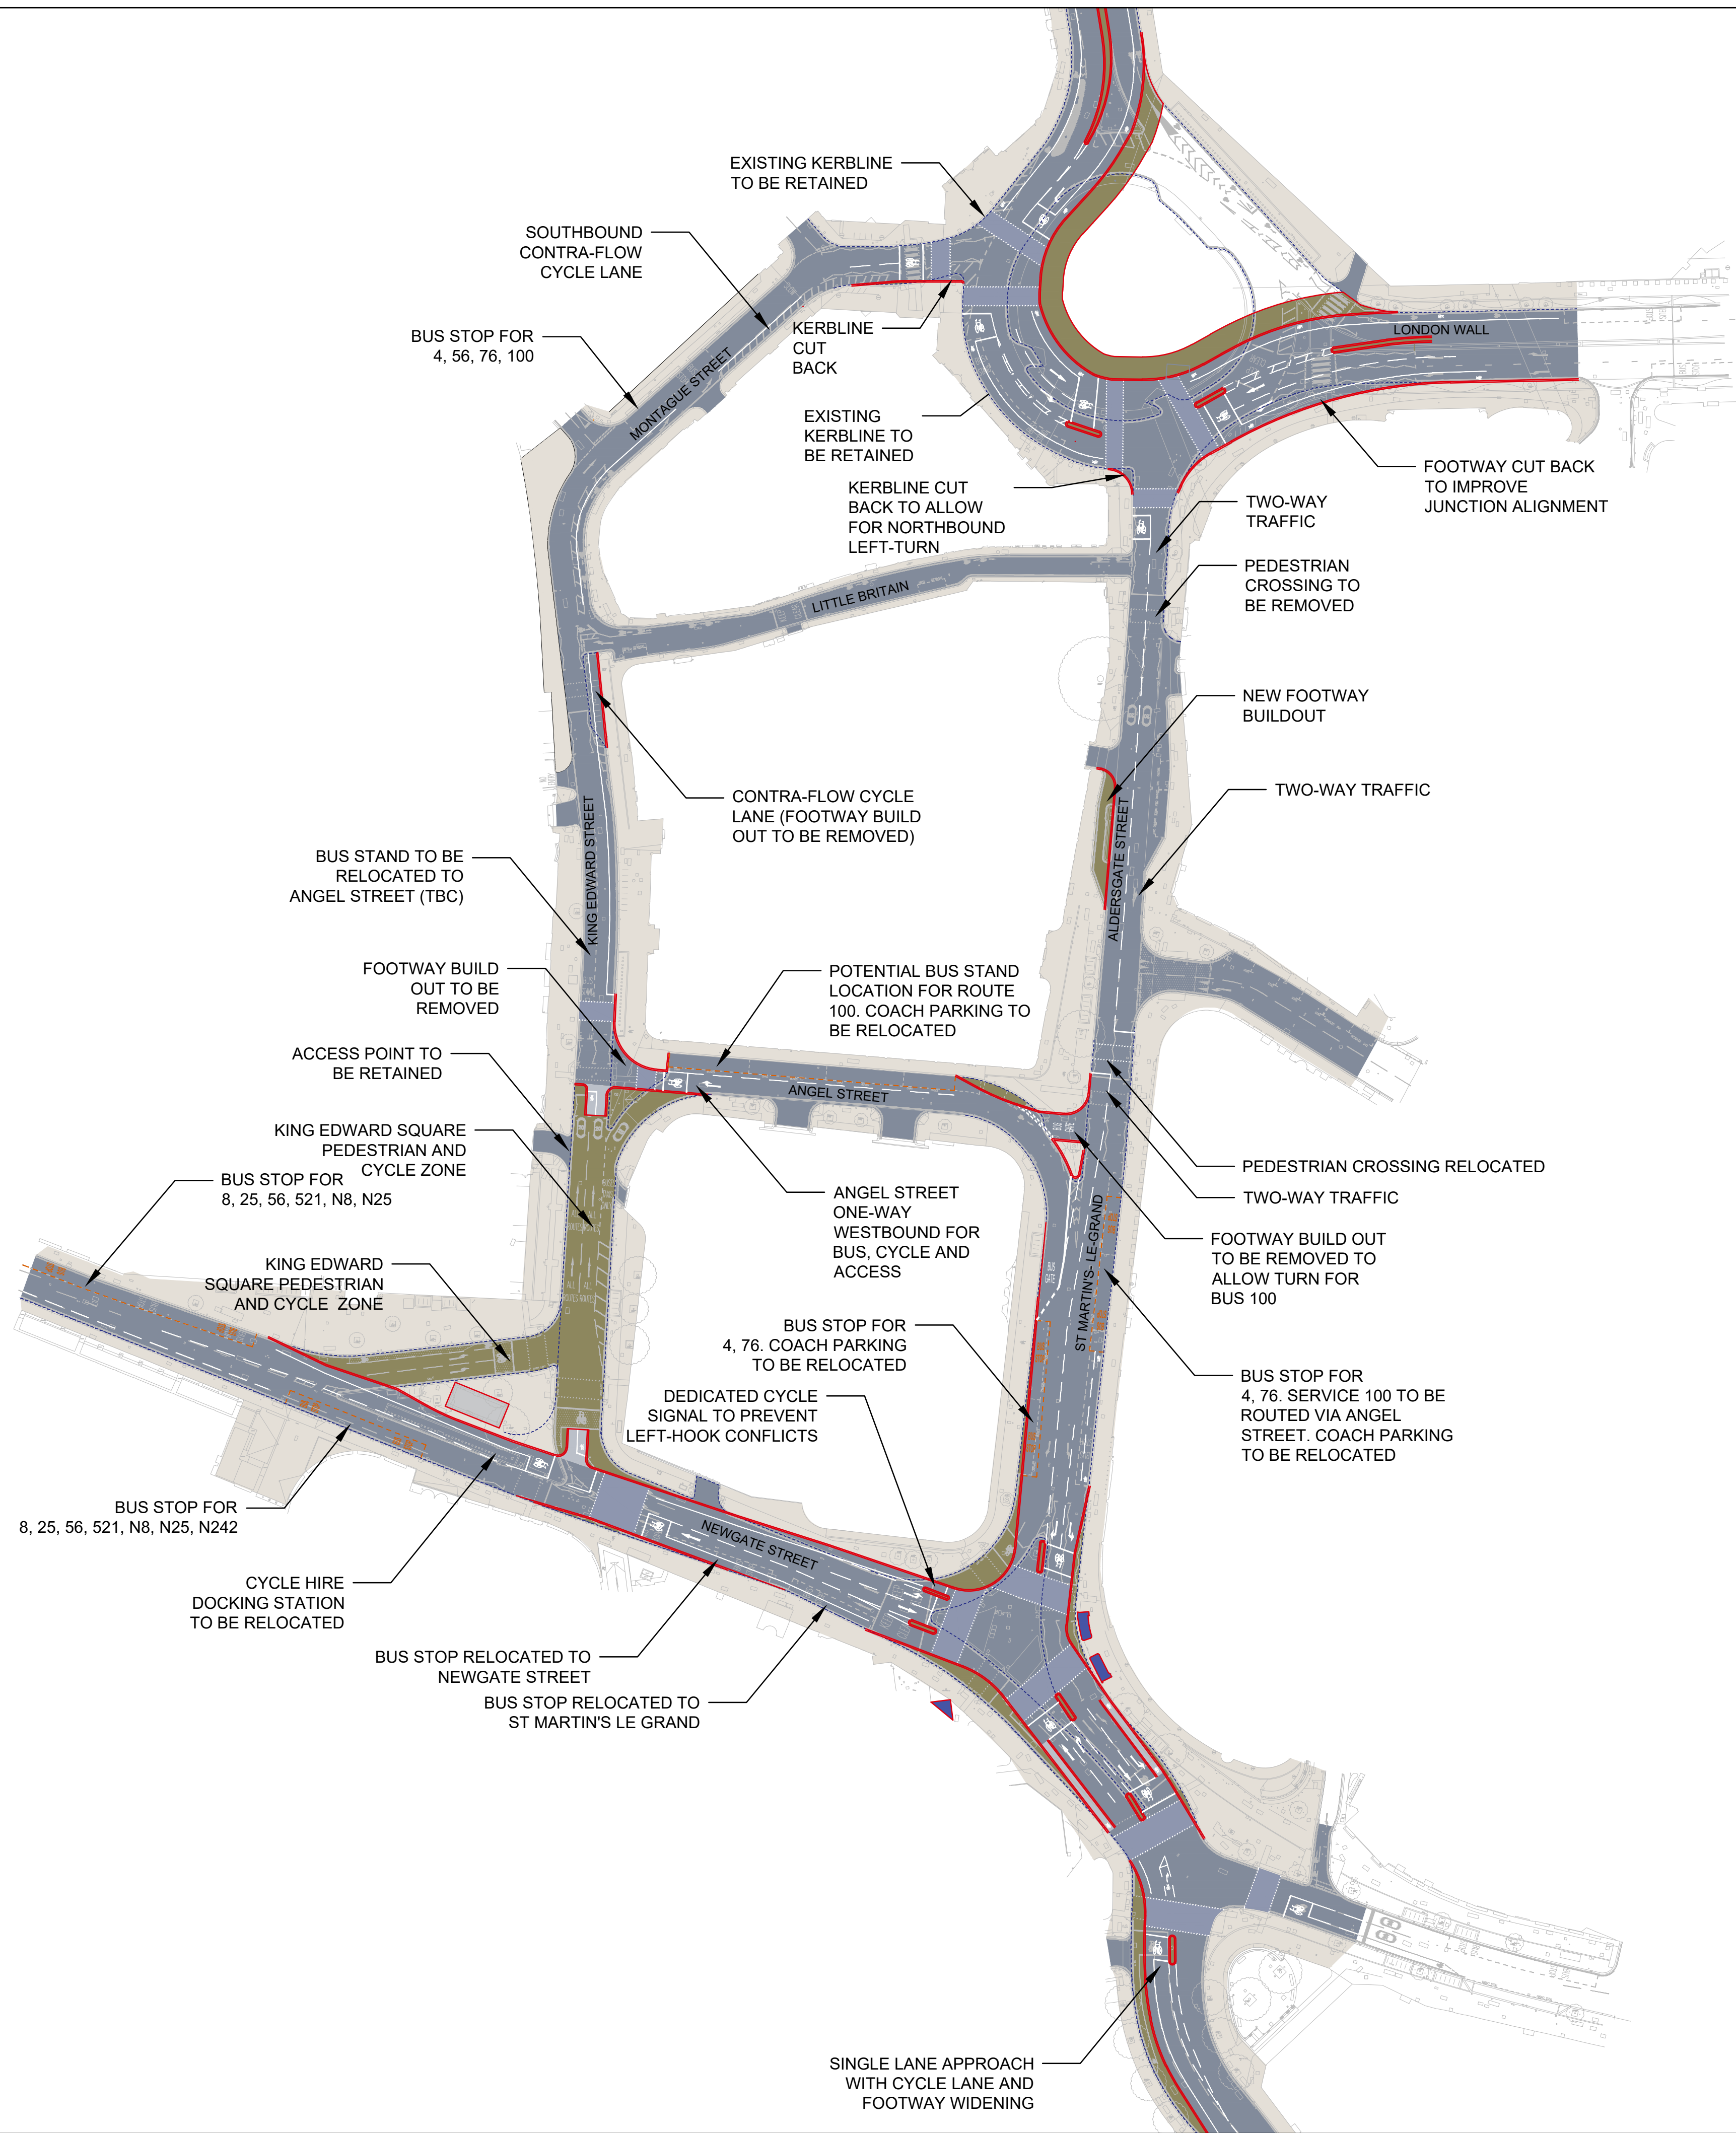 EXISTING KERBLINE
TO BE RETAINED
SOUTHBOUND
CONTRA-FLOW
CYCLE LANE
BUS STOP FOR
4, 56, 76, 100
KERBLINE
CUT
BACK
LONDON WALL
MONTAGUE STREET
EXISTING
KERBLINE TO
BE RETAINED
FOOTWAY CUT BACK
TO IMPROVE
JUNCTION ALIGNMENT
KERBLINE CUT
BACK TO ALLOW
FOR NORTHBOUND
LEFT-TURN
TWO-WAY
TRAFFIC
PEDESTRIAN
CROSSING TO
BE REMOVED
LITTLE BRITAIN
NEW FOOTWAY
BUILDOUT
CONTRA-FLOW CYCLE
LANE (FOOTWAY BUILD
OUT TO BE REMOVED)
TWO-WAY TRAFFIC
KING EDWARD STREET
ALDERSGATE STREET
BUS STAND TO BE
RELOCATED TO
ANGEL STREET (TBC)
FOOTWAY BUILD
OUT TO BE
REMOVED
POTENTIAL BUS STAND
LOCATION FOR ROUTE
100. COACH PARKING TO
BE RELOCATED
ACCESS POINT TO
BE RETAINED
ANGEL STREET
KING EDWARD SQUARE
PEDESTRIAN AND
CYCLE ZONE
BUS GATE
PEDESTRIAN CROSSING RELOCATED
TWO-WAY TRAFFIC
BUS STOP FOR
8, 25, 56, 521, N8, N25
ANGEL STREET
ONE-WAY
WESTBOUND FOR
BUS, CYCLE AND
ACCESS
FOOTWAY BUILD OUT
TO BE REMOVED TO
ALLOW TURN FOR
BUS 100
KING EDWARD
SQUARE PEDESTRIAN
AND CYCLE ZONE
ST MARTIN'S- LE-GRAND
BUS STOP FOR
4, 76. COACH PARKING
TO BE RELOCATED
BUS STOP FOR
4, 76. SERVICE 100 TO BE
ROUTED VIA ANGEL
STREET. COACH PARKING
TO BE RELOCATED
DEDICATED CYCLE
SIGNAL TO PREVENT
LEFT-HOOK CONFLICTS
BUS STOP FOR
8, 25, 56, 521, N8, N25, N242
NEWGATE STREET
CYCLE HIRE
DOCKING STATION
TO BE RELOCATED
BUS STOP RELOCATED TO
NEWGATE STREET
BUS STOP RELOCATED TO
ST MARTIN'S LE GRAND
SINGLE LANE APPROACH
WITH CYCLE LANE AND
FOOTWAY WIDENING